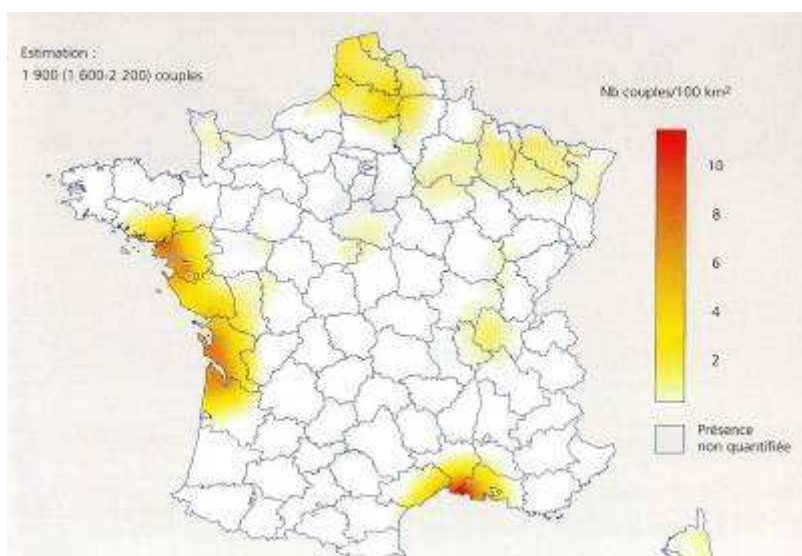 Estimation :
1 900 (1 600-2 200) couples
Nb couples/100 km²
10
8
6
4
2
Présence
non quantifiée